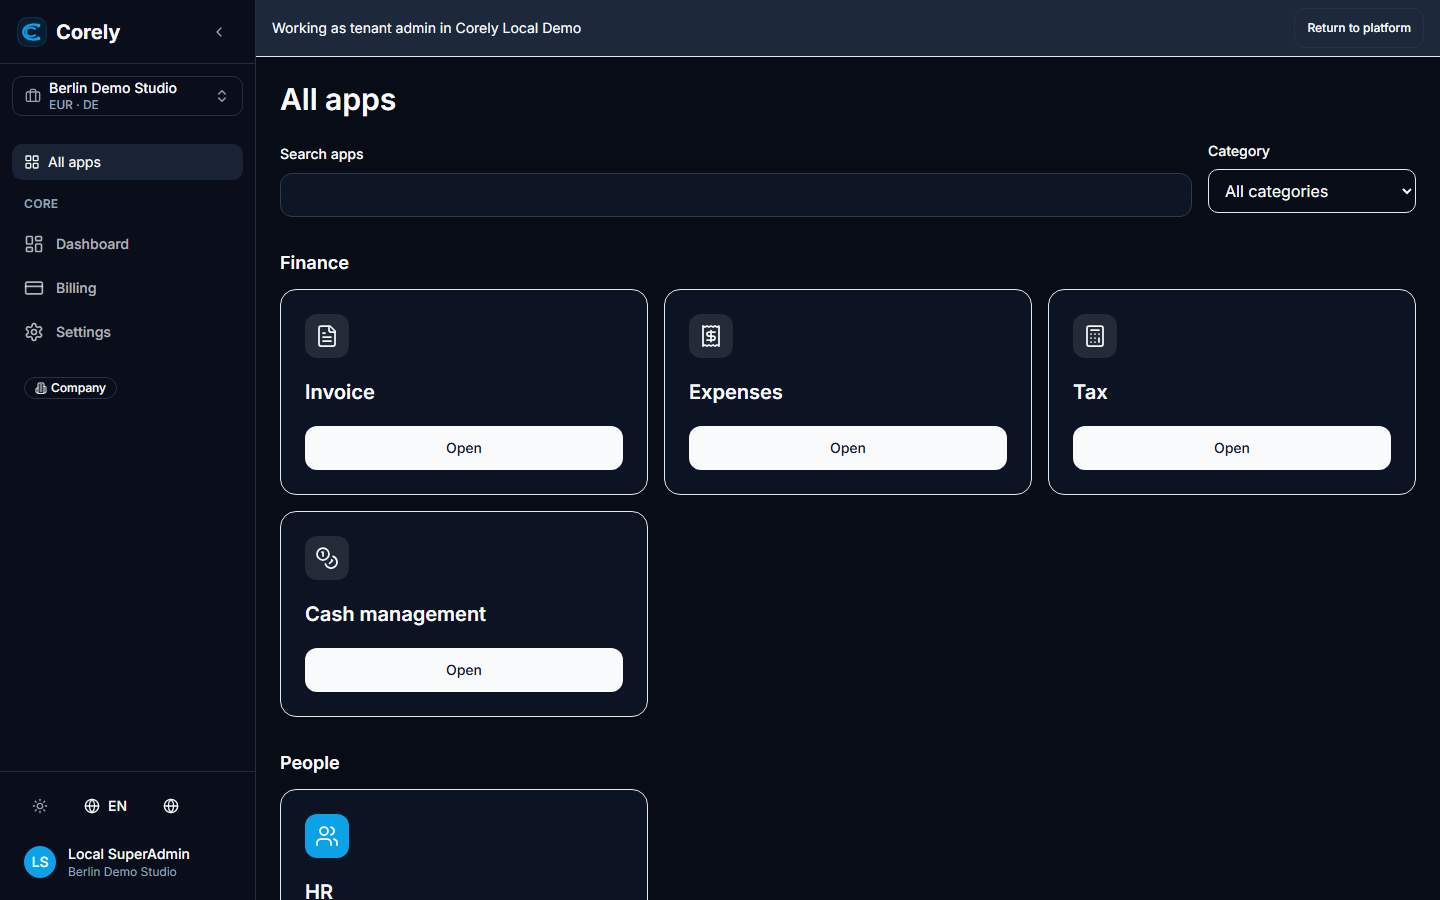 Corely
Working as tenant admin in Corely Local Demo
Return to platform
Berlin Demo Studio
EUR · DE
All apps
CORE
Dashboard
Billing
Settings
Company
All apps
Search apps
Category
All categories
Finance
Invoice
Open
Expenses
Open
Tax
Open
Cash management
Open
People
HR
EN
LS
Local SuperAdmin
Berlin Demo Studio